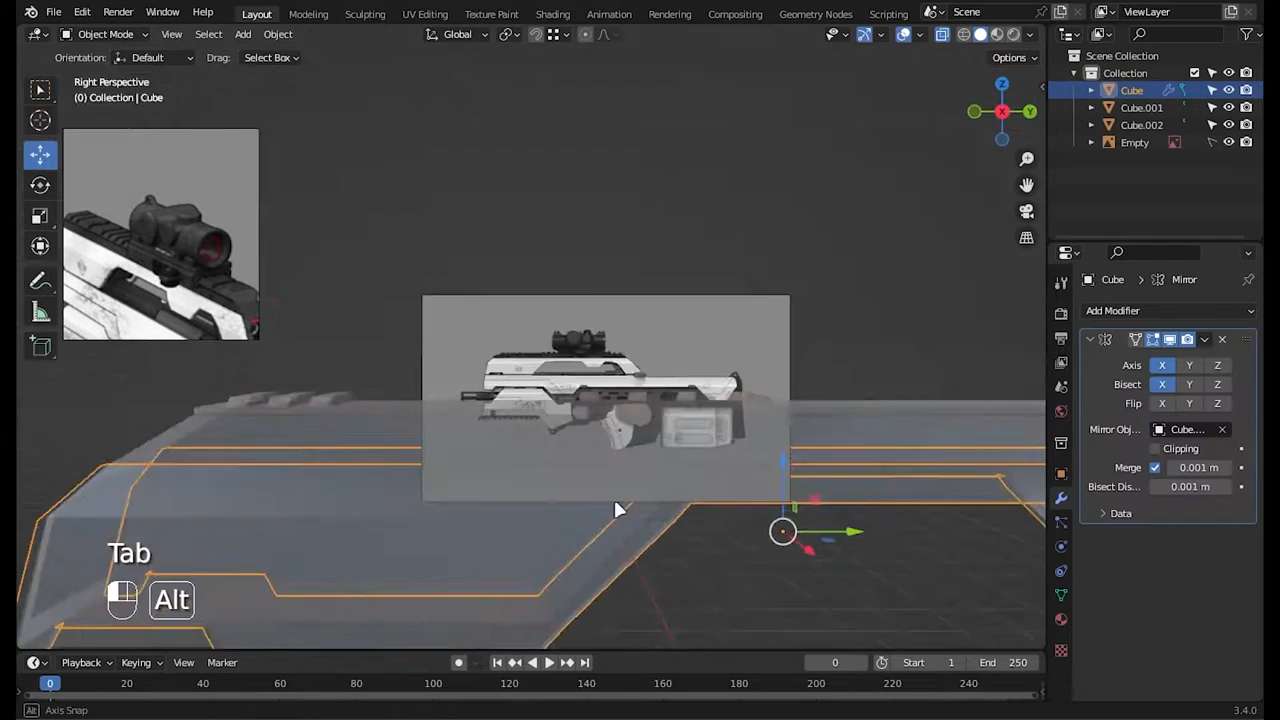 File Edit Render Window Help Layout Modeling Sculpting UV Editing Texture Paint Shading Animation Rendering Compositing Geometry Nodes Scripting Scene ViewLayer
Object Mode View Select Add Object Global
Orientation: Default Drag: Select Box Options
Right Perspective
(0) Collection | Cube
Z
X
Y
Scene Collection
Collection
Cube
Cube.001
Cube.002
Empty
Cube Mirror
Add Modifier
Axis X Y Z
Bisect X Y Z
Flip X Y Z
Mirror Obj... Cube....
Clipping
Merge 0.001 m
Bisect Dis... 0.001 m
Data
Tab
Alt
Playback Keying View Marker 0 Start 1 End 250
0 20 40 60 80 100 120 140 160 180 200 220 240
Alt Axis Snap 3.4.0